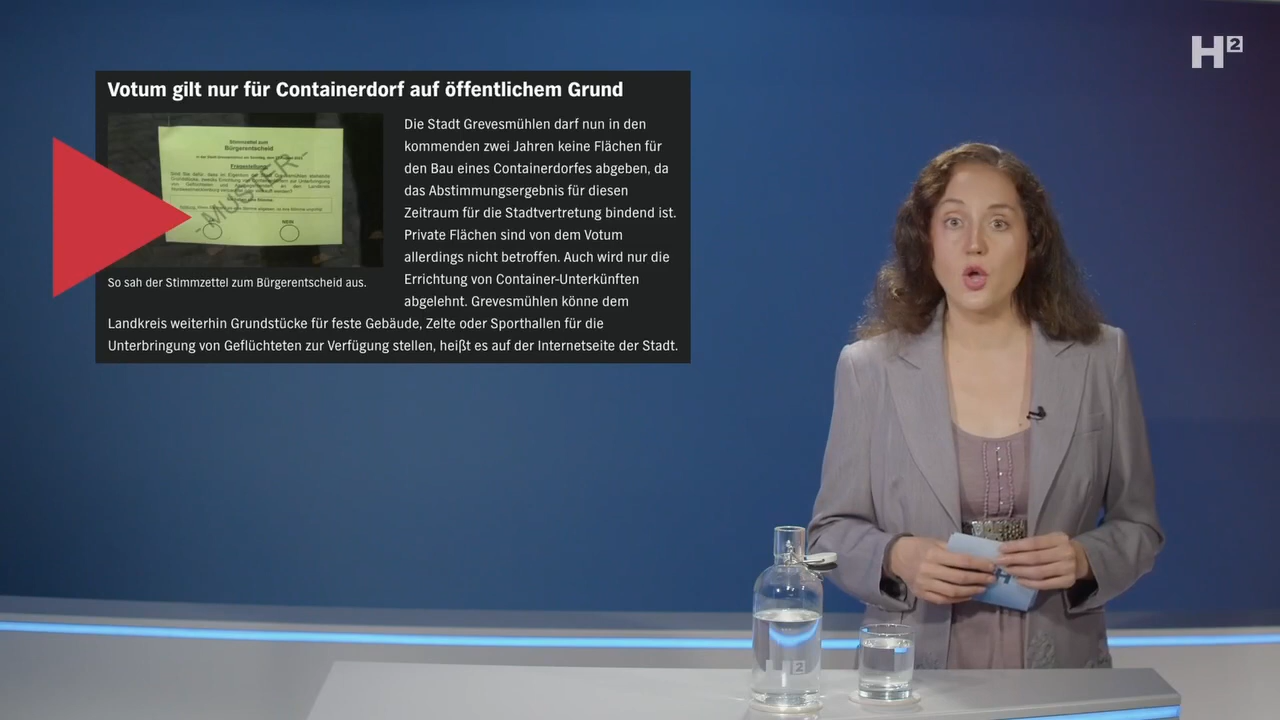 H2
Votum gilt nur für Containerdorf auf öffentlichem Grund
Stimmzettel zum
Bürgerentscheid
Fragestellung:
MUSTER
NEIN
So sah der Stimmzettel zum Bürgerentscheid aus.
Die Stadt Grevesmühlen darf nun in den
kommenden zwei Jahren keine Flächen für
den Bau eines Containerdorfes abgeben, da
das Abstimmungsergebnis für diesen
Zeitraum für die Stadtvertretung bindend ist.
Private Flächen sind von dem Votum
allerdings nicht betroffen. Auch wird nur die
Errichtung von Container-Unterkünften
abgelehnt. Grevesmühlen könne dem
Landkreis weiterhin Grundstücke für feste Gebäude, Zelte oder Sporthallen für die
Unterbringung von Geflüchteten zur Verfügung stellen, heißt es auf der Internetseite der Stadt.
H
H2